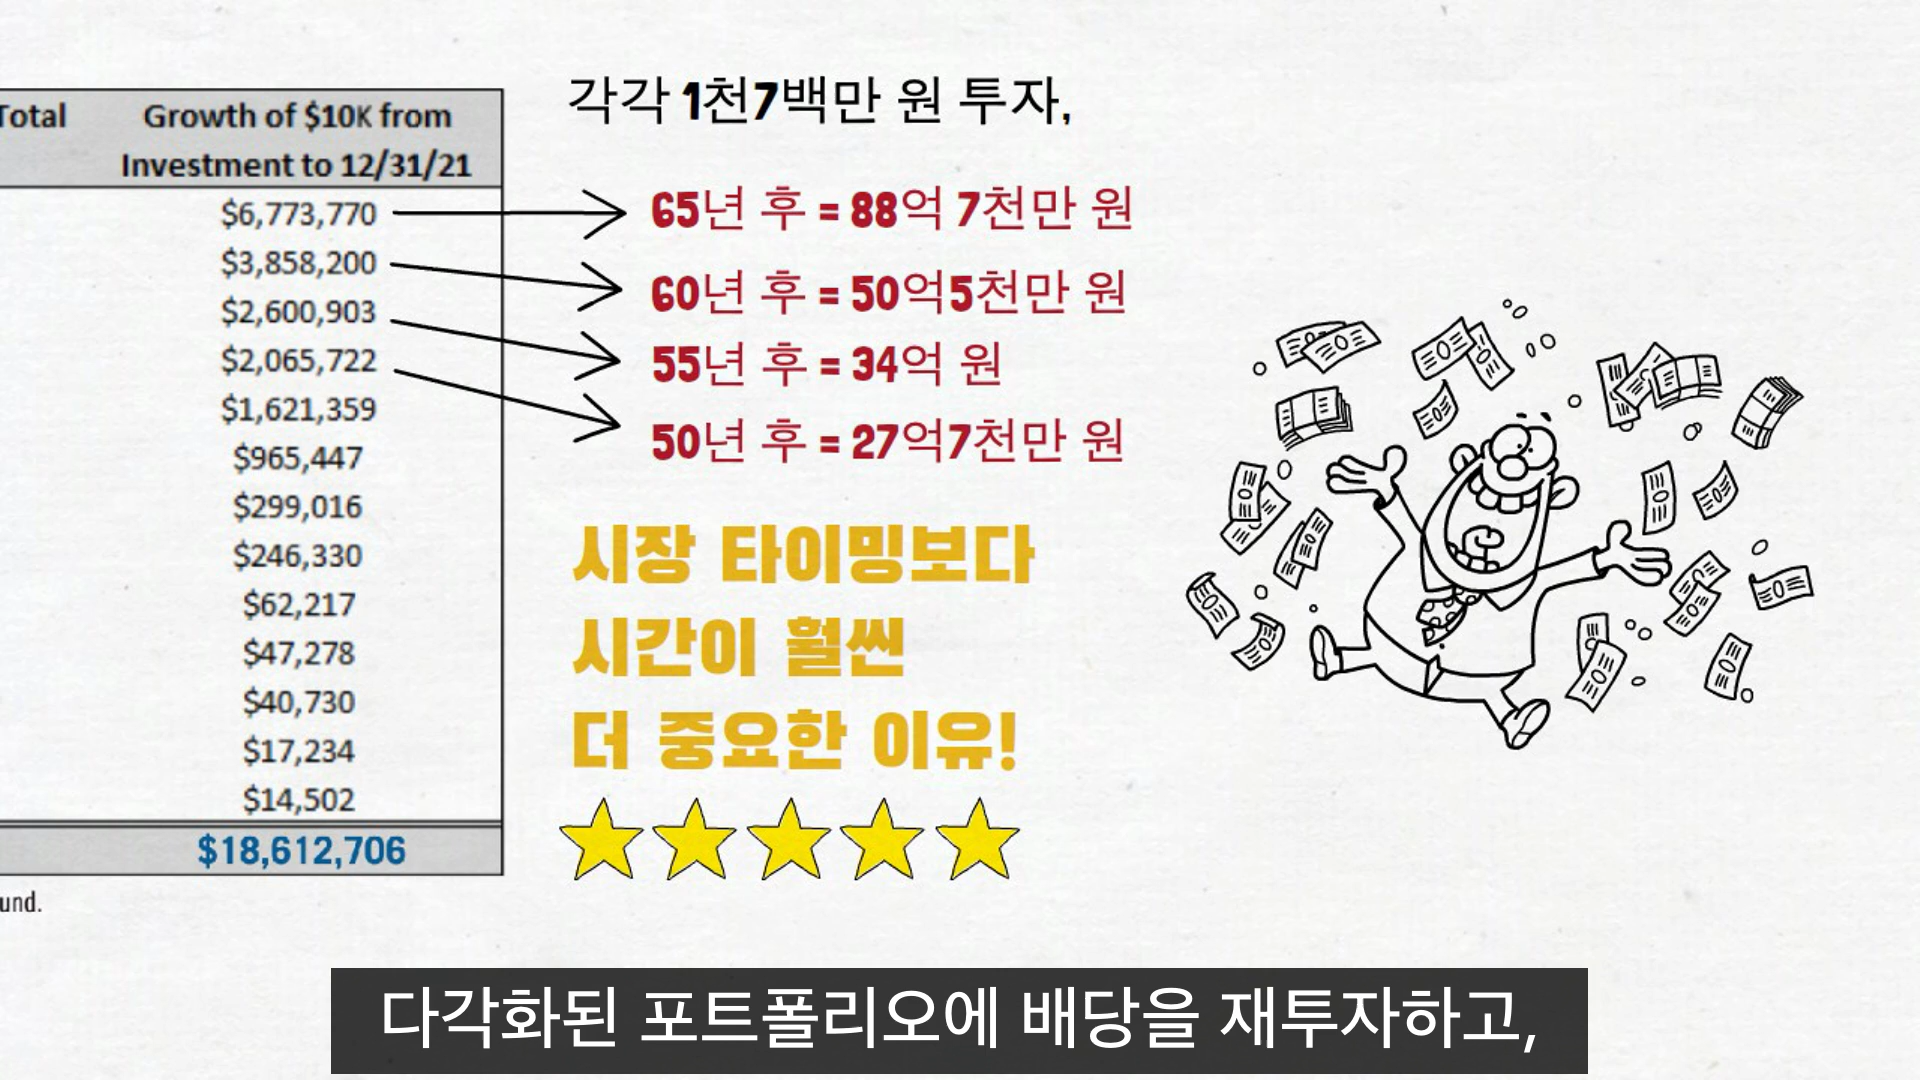 Total
Growth of $10K from
Investment to 12/31/21
$6,773,770
$3,858,200
$2,600,903
$2,065,722
$1,621,359
$965,447
$299,016
$246,330
$62,217
$47,278
$40,730
$17,234
$14,502
$18,612,706
und.
각각 1천7백만 원 투자,
65년 후 = 88억 7천만 원
60년 후 = 50억5천만 원
55년 후 = 34억 원
50년 후 = 27억7천만 원
시장 타이밍보다
시간이 훨씬
더 중요한 이유!
다각화된 포트폴리오에 배당을 재투자하고,